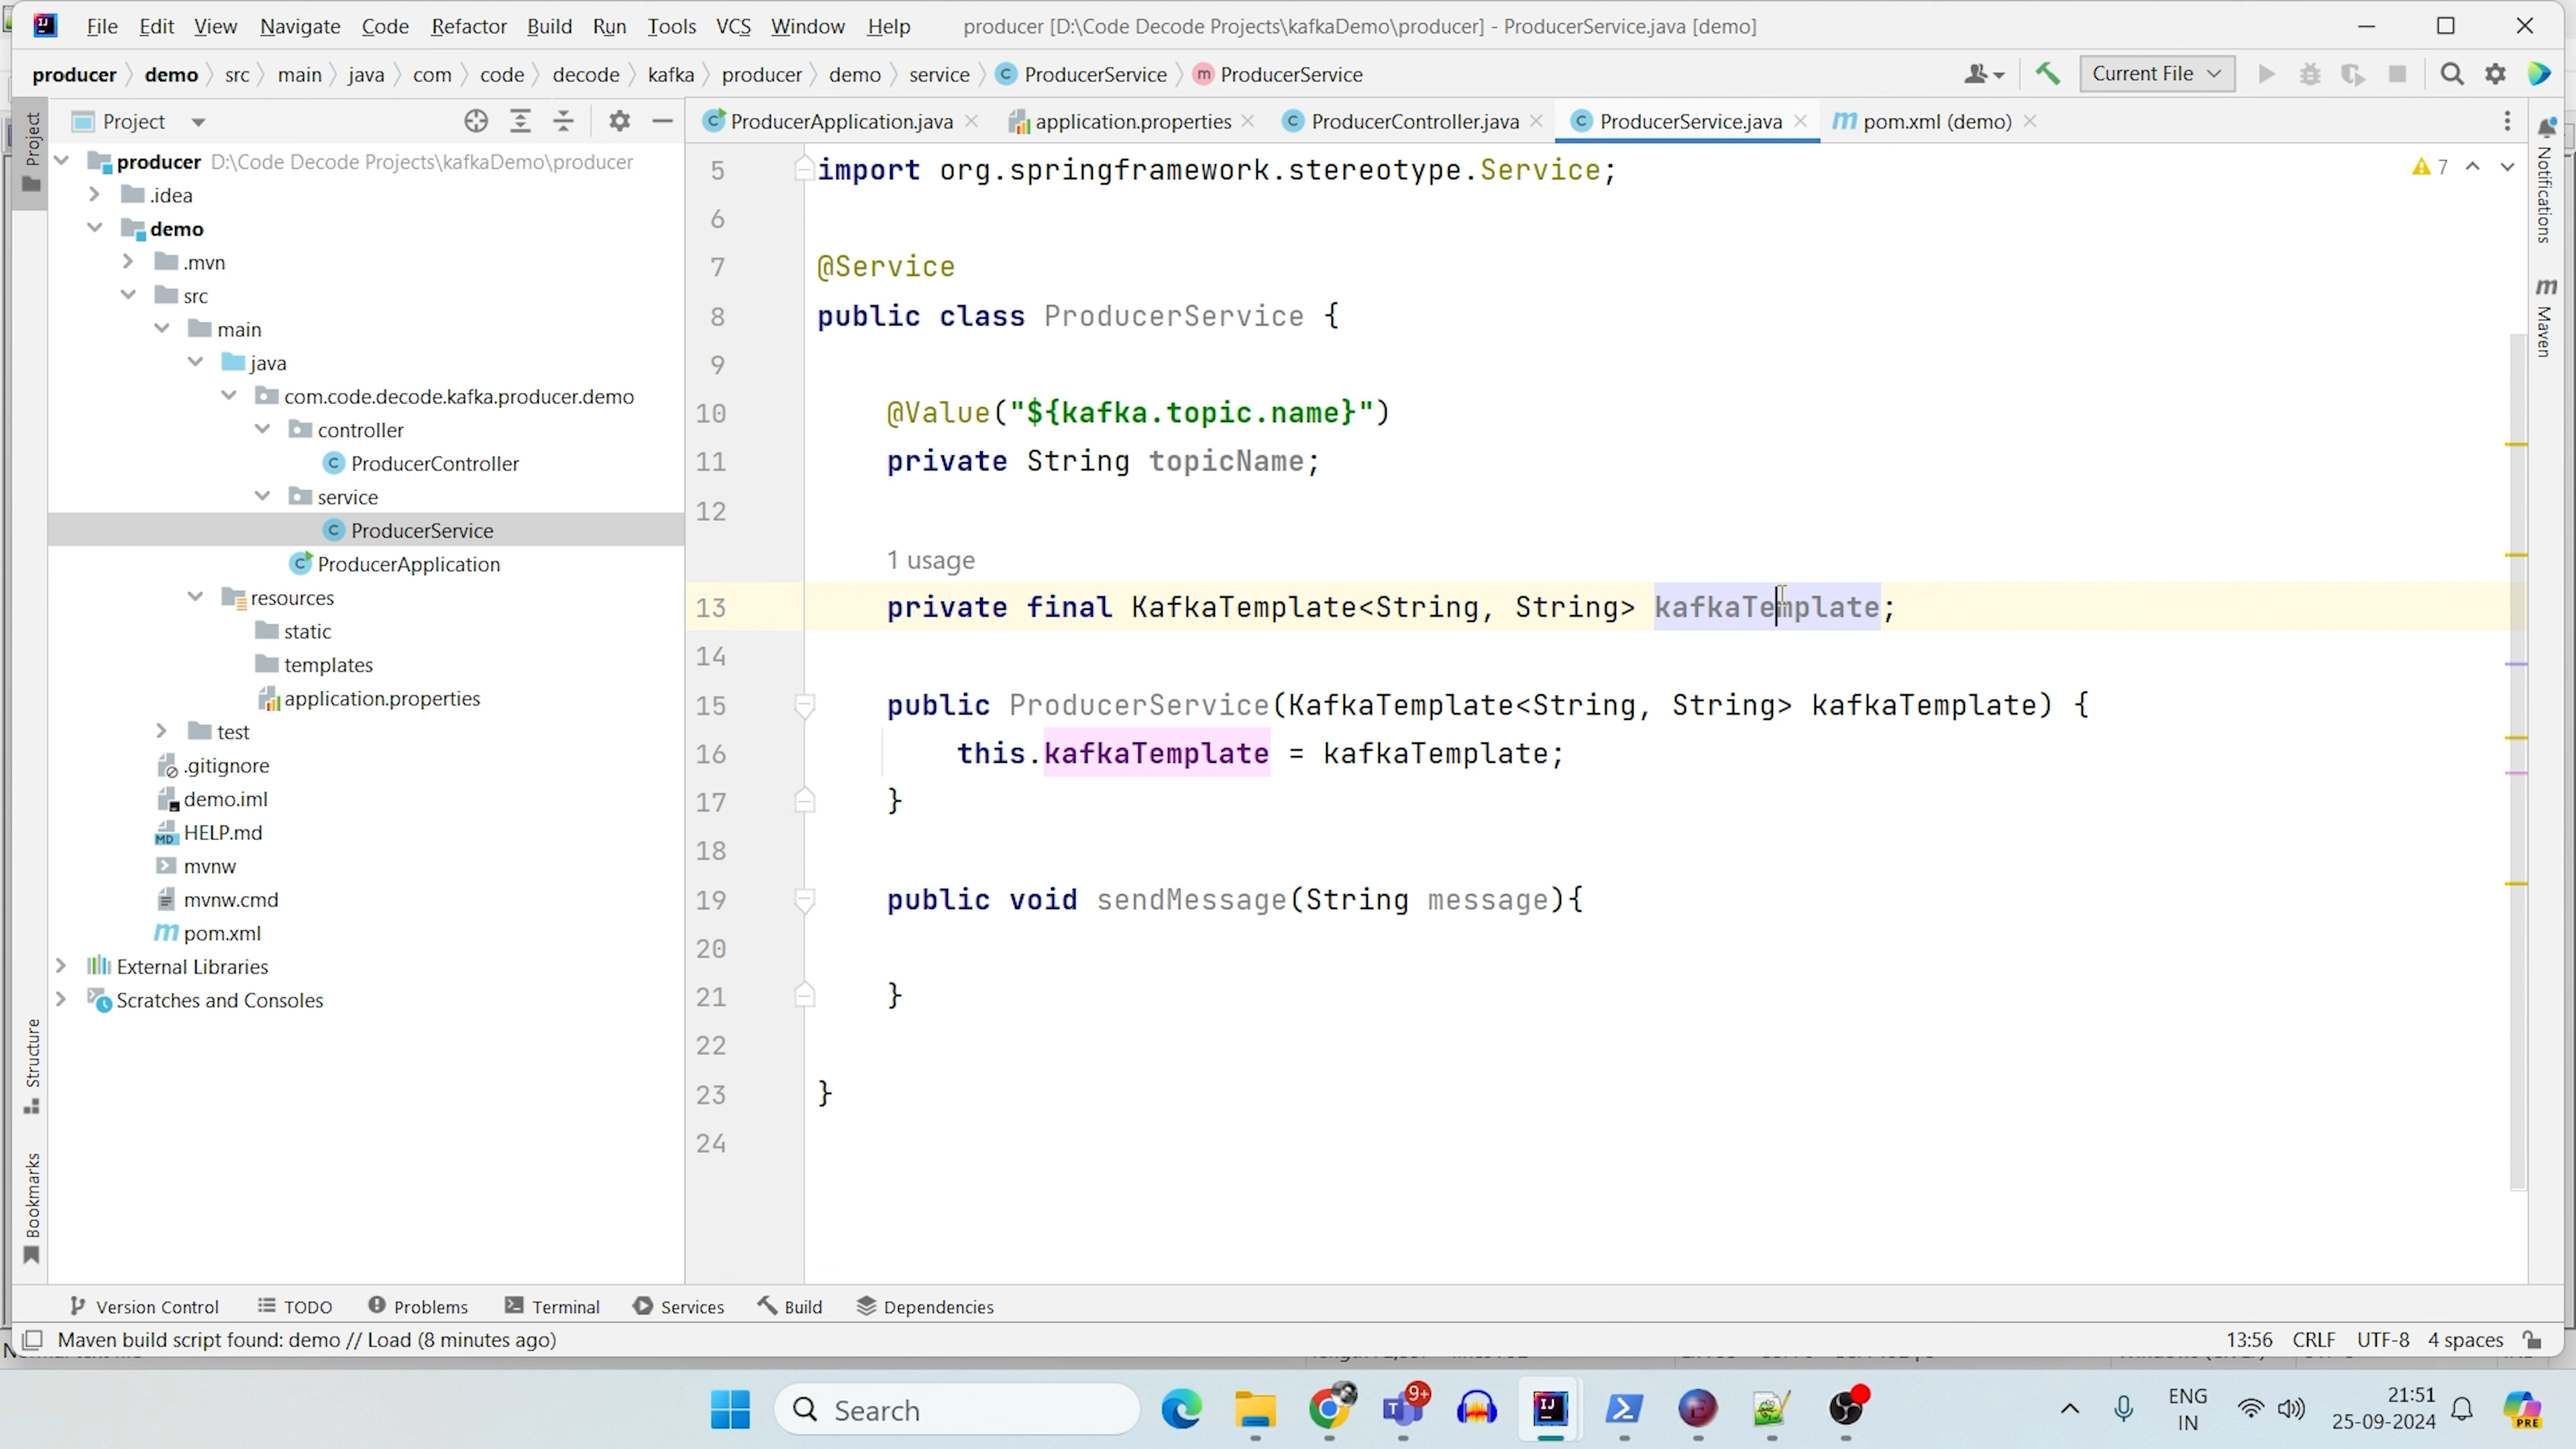 File Edit View Navigate Code Refactor Build Run Tools VCS Window Help producer [D:\Code Decode Projects\kafkaDemo\producer] - ProducerService.java [demo]
producer demo src main java com code decode kafka producer demo service ProducerService ProducerService Current File
Project
Project
ProducerApplication.java application.properties ProducerController.java ProducerService.java pom.xml (demo)
producer D:\Code Decode Projects\kafkaDemo\producer
.idea
demo
.mvn
src
main
java
com.code.decode.kafka.producer.demo
controller
ProducerController
service
ProducerService
ProducerApplication
resources
static
templates
application.properties
test
.gitignore
demo.iml
HELP.md
mvnw
mvnw.cmd
pom.xml
External Libraries
Scratches and Consoles
Structure
Bookmarks
5 import org.springframework.stereotype.Service;
6
7 @Service
8 public class ProducerService {
9
10 @Value("${kafka.topic.name}")
11 private String topicName;
12
1 usage
13 private final KafkaTemplate<String, String> kafkaTemplate;
14
15 public ProducerService(KafkaTemplate<String, String> kafkaTemplate) {
16 this.kafkaTemplate = kafkaTemplate;
17 }
18
19 public void sendMessage(String message){
20
21 }
22
23 }
24
7
Notifications
Maven
Version Control TODO Problems Terminal Services Build Dependencies
Maven build script found: demo // Load (8 minutes ago) 13:56 CRLF UTF-8 4 spaces
Search 9+ ENG 21:51
IN 25-09-2024 PRE